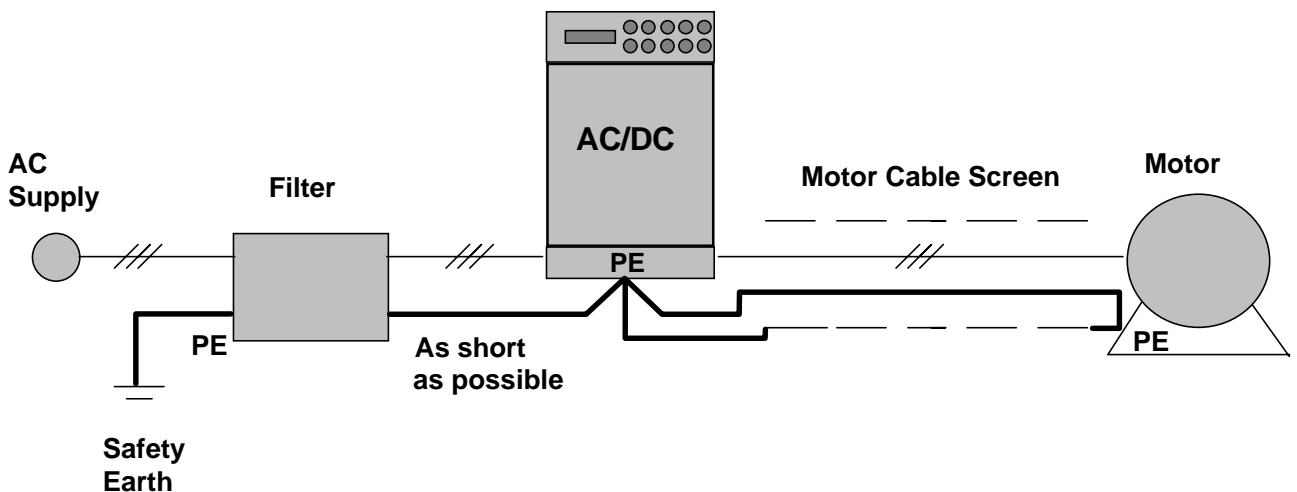 AC/DC
AC
Supply
Filter
Motor Cable Screen
Motor
PE
PE
As short
as possible
PE
Safety
Earth